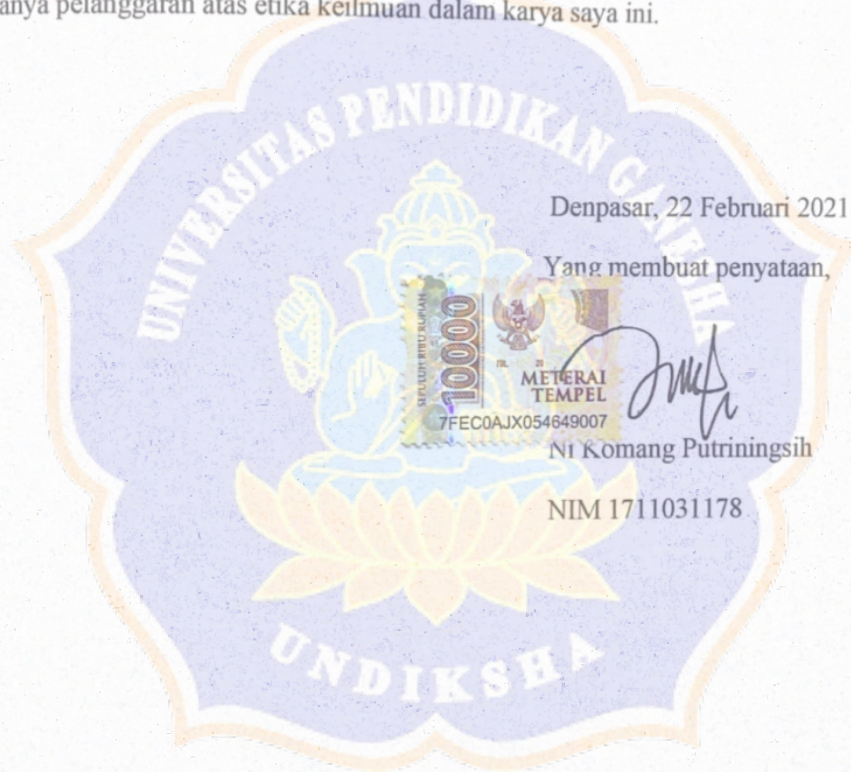 anya pelanggaran atas etika keilmuan dalam karya saya ini.
UNIVERSITAS PENDIDIKAN GANESHA
Denpasar, 22 Februari 2021
Yang membuat penyataan,
SEPULUH RIBU RUPIAH
10000
METERAI
TEMPEL
7FEC0AJX054649007
Ni Komang Putriningsih
NIM 1711031178
UNDIKSHA